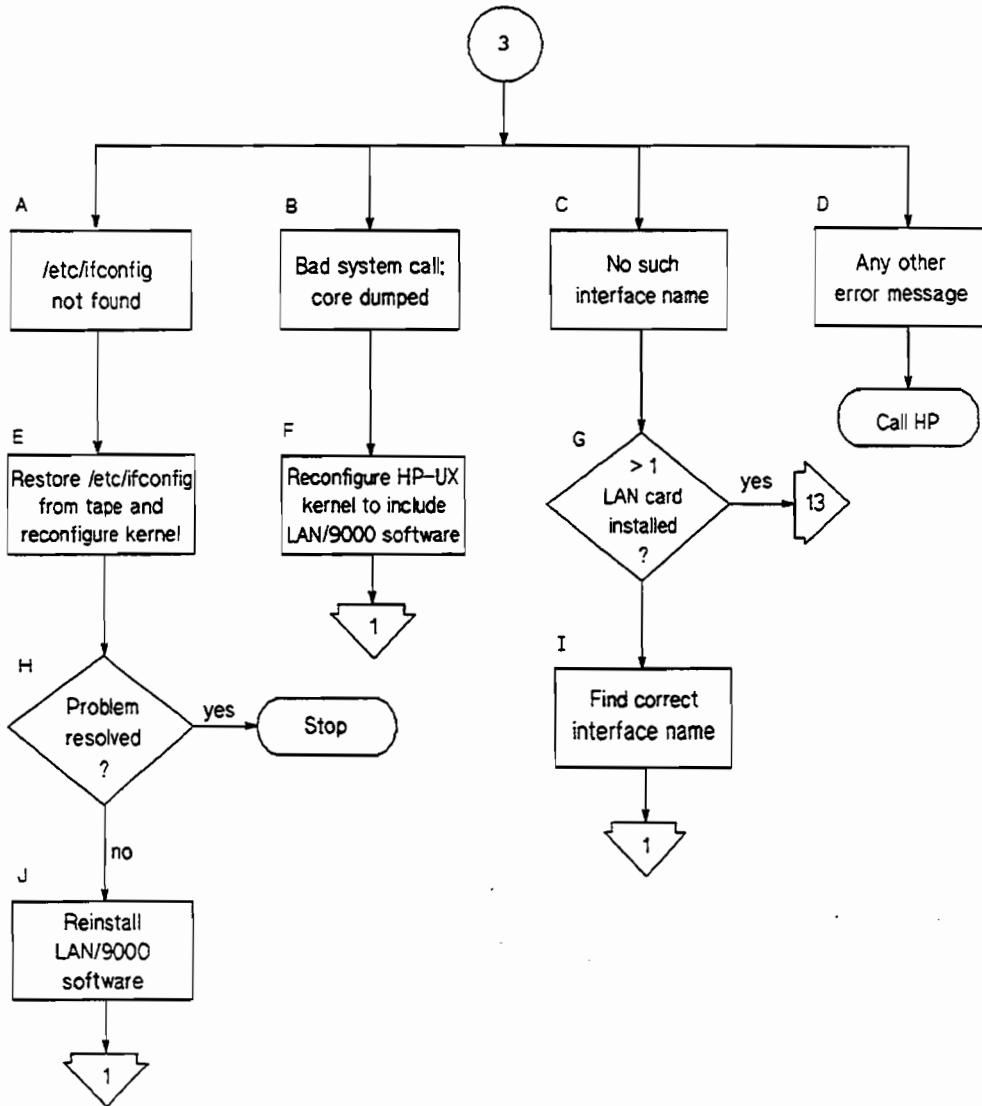 3
A
/etc/ifconfig
not found
B
Bad system call;
core dumped
C
No such
interface name
D
Any other
error message
Call HP
E
Restore /etc/ifconfig
from tape and
reconfigure kernel
F
Reconfigure HP-UX
kernel to include
LAN/9000 software
1
G
> 1
LAN card
installed
?
yes
13
H
Problem
resolved
?
yes
Stop
I
Find correct
interface name
1
no
J
Reinstall
LAN/9000
software
1